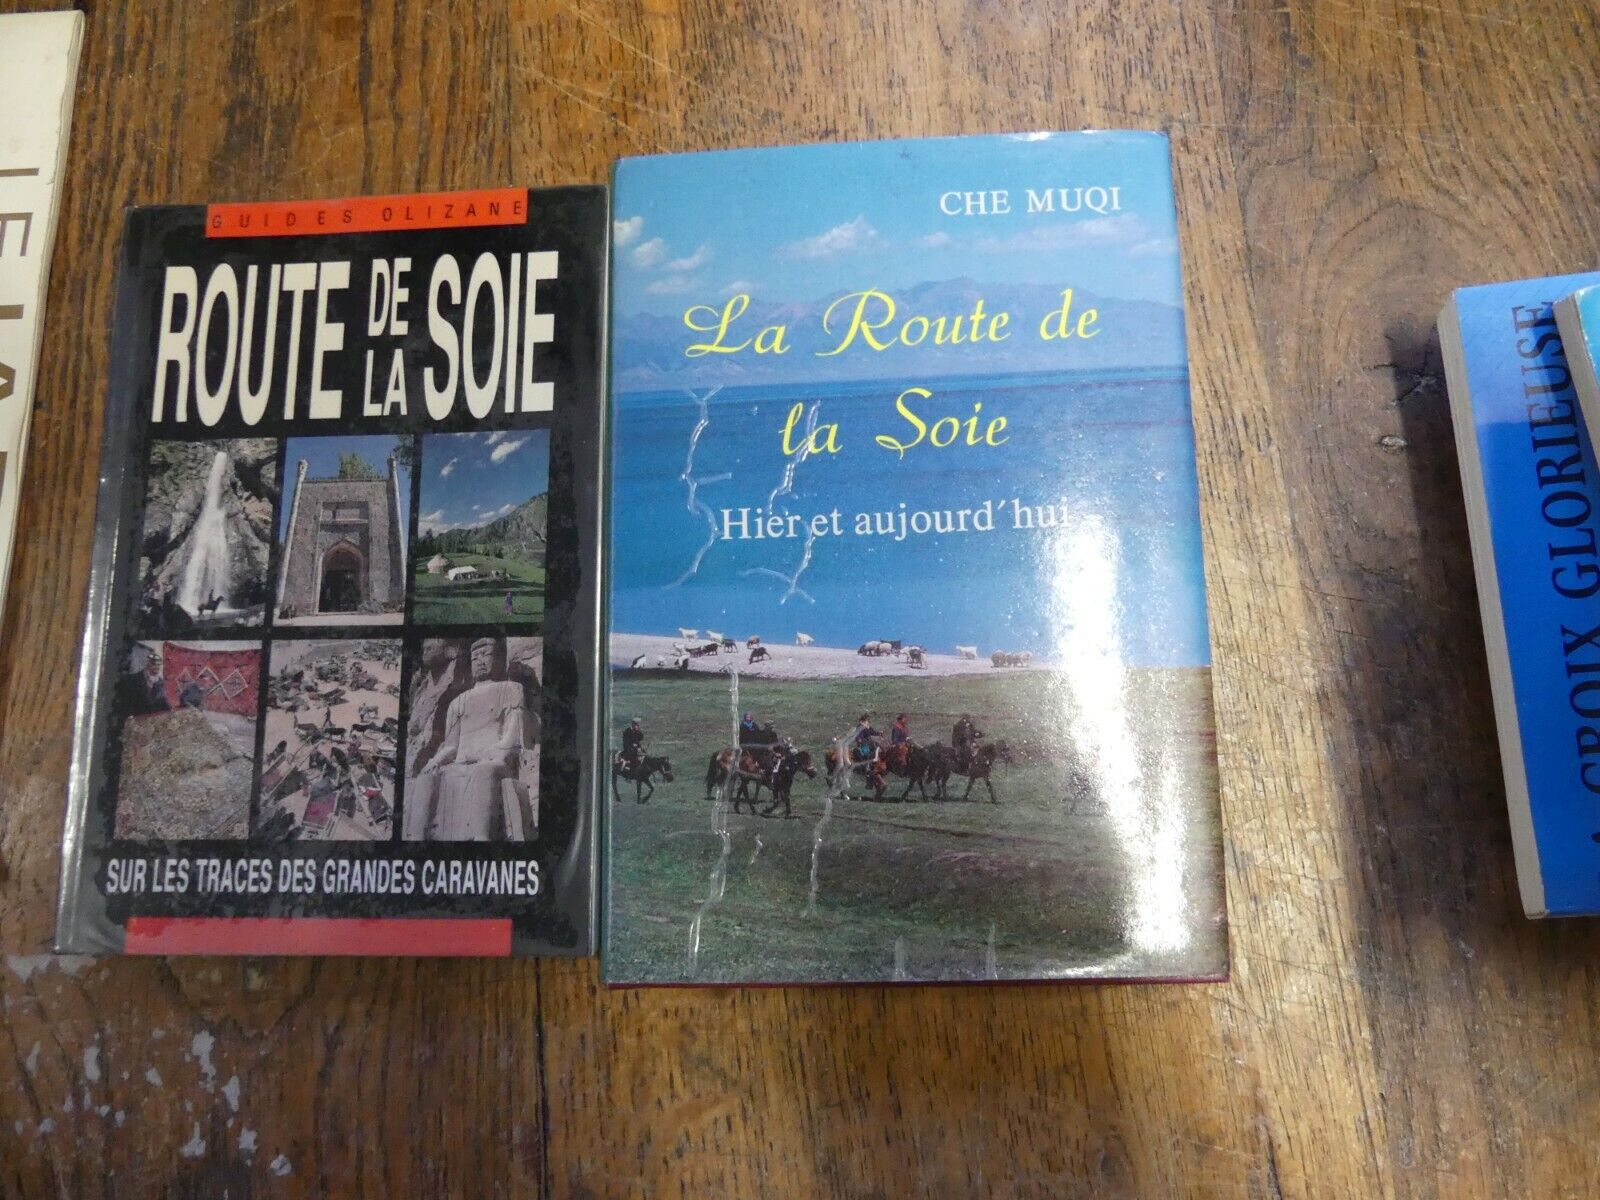 GUIDES OLIZANE
ROUTE DE LA SOIE
SUR LES TRACES DES GRANDES CARAVANES
CHE MUQI
La Route de
la Soie
Hier et aujourd'hui
CROIX GLORIEUSE